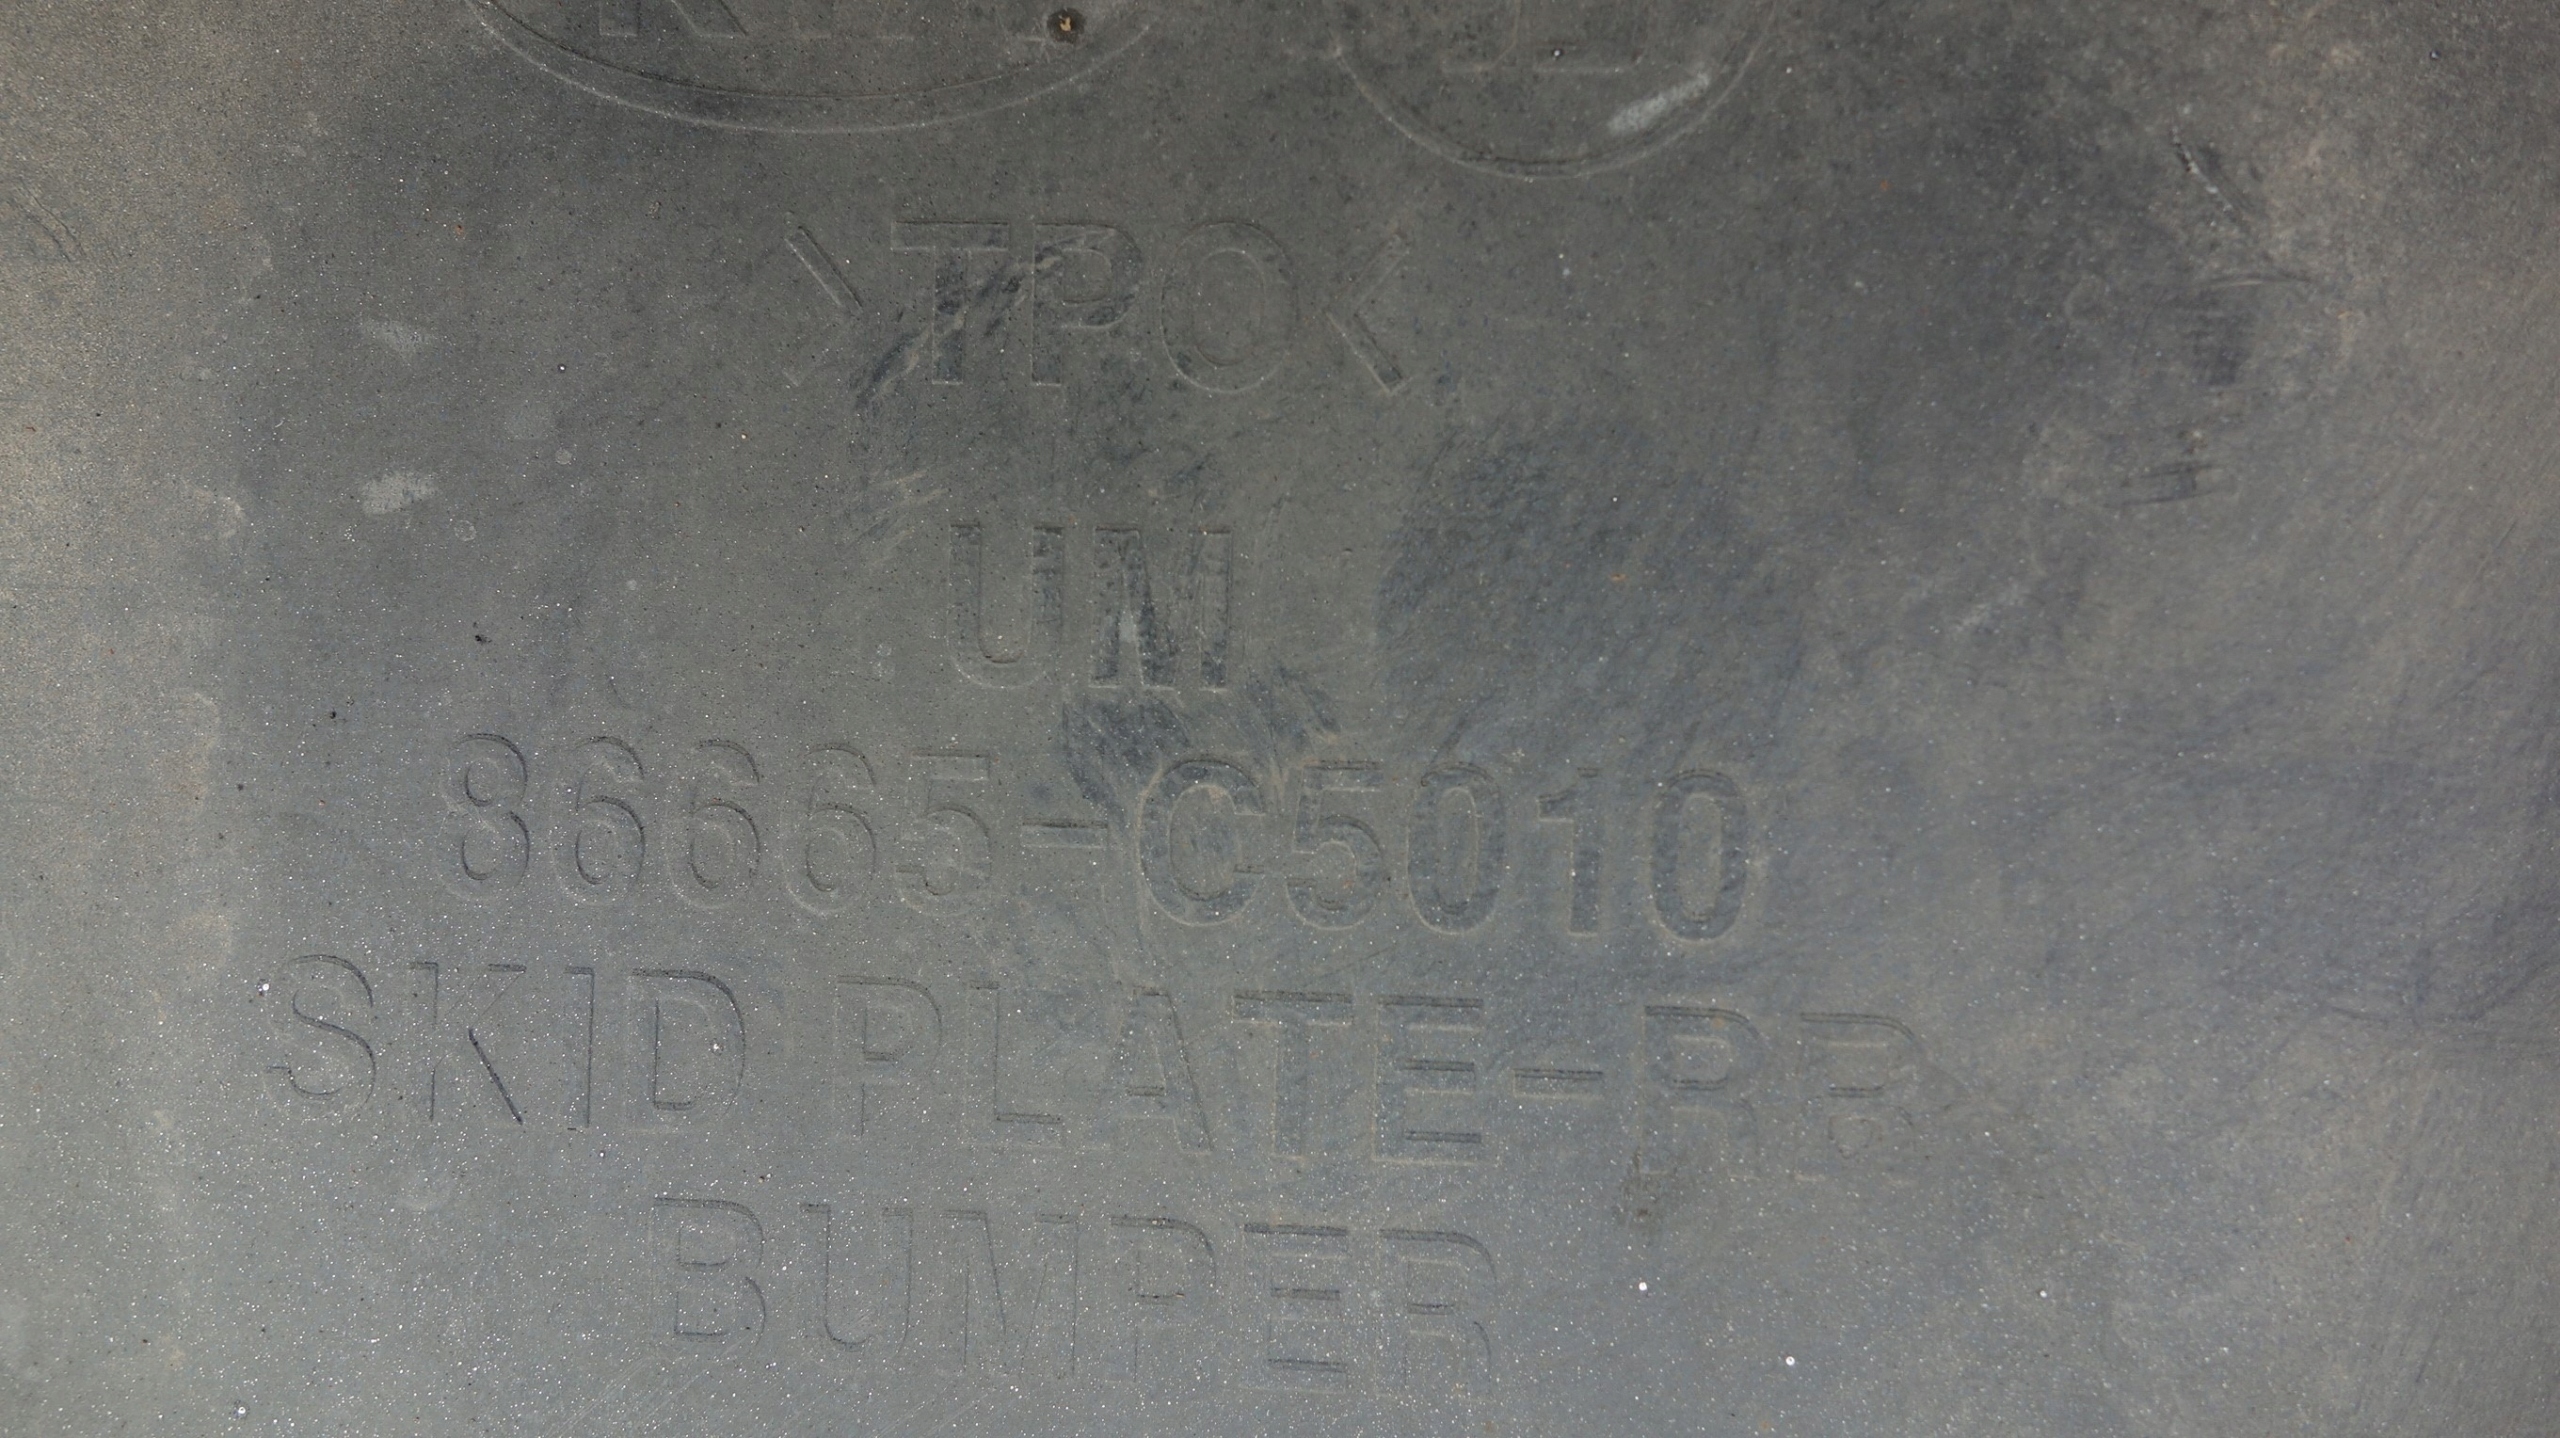 >TPO<
UM
86665-C5010
SKID PLATE-RR
BUMPER